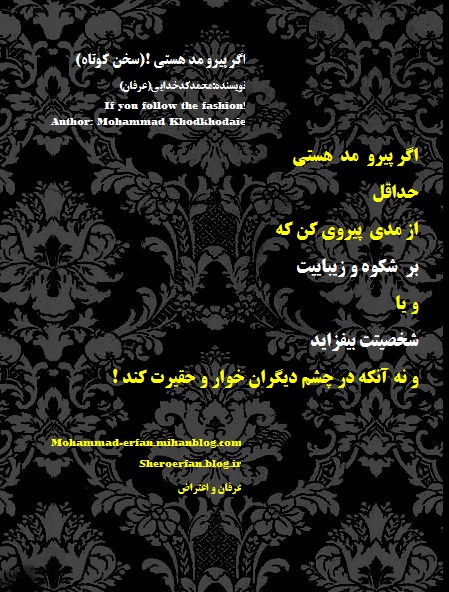 اگر پیرو مد هستی !(سخن کوتاه)
نویسنده:محمدکدخدایی(عرفان)
If you follow the fashion!
Author: Mohammad Khodkhodaie
اگر پیرو مد هستی
حداقل
از مدی پیروی کن که
بر شکوه و زیباییت
و یا
شخصیتت بیفزاید
و نه آنکه در چشم دیگران خوار و حقیرت کند !
Mohammad-erfan.mihanblog.com
Sheroerfan.blog.ir
عرفان و اعتراض